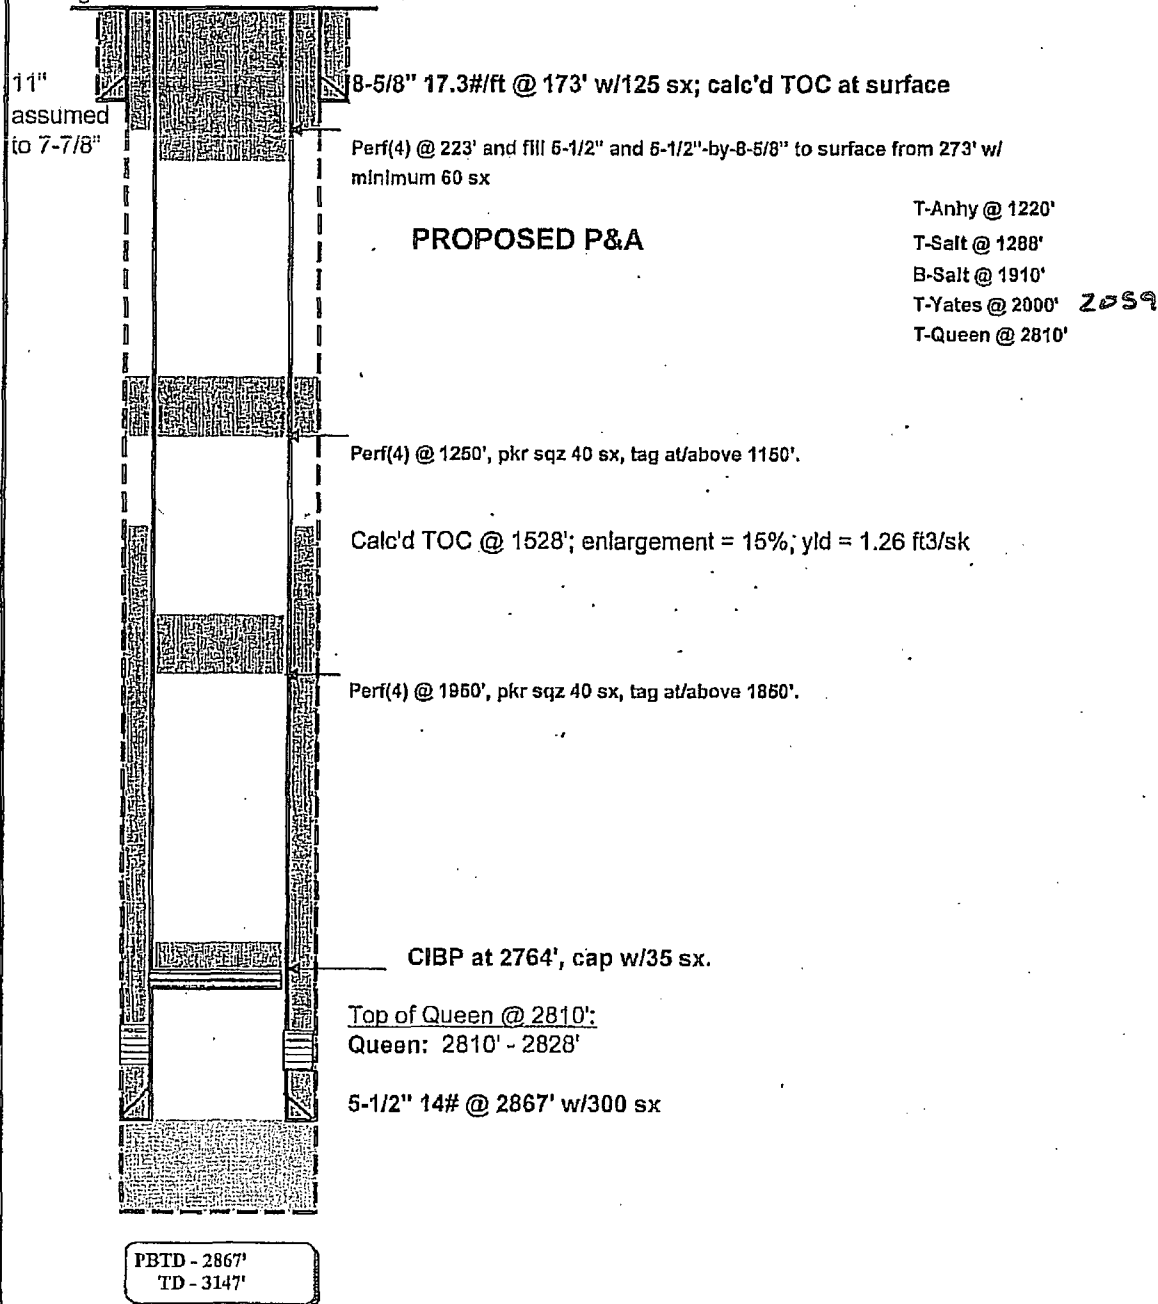 11"
assumed
to 7-7/8"
8-5/8" 17.3#/ft @ 173' w/125 sx; calc'd TOC at surface
Perf(4) @ 223' and fill 5-1/2" and 5-1/2"-by-8-5/8" to surface from 273' w/
minimum 60 sx
PROPOSED P&A
T-Anhy @ 1220'
T-Salt @ 1288'
B-Salt @ 1910'
T-Yates @ 2000' 2059
T-Queen @ 2810'
Perf(4) @ 1250', pkr sqz 40 sx, tag at/above 1150'.
Calc'd TOC @ 1528'; enlargement = 15%; yld = 1.26 ft3/sk
Perf(4) @ 1950', pkr sqz 40 sx, tag at/above 1850'.
CIBP at 2764', cap w/35 sx.
Top of Queen @ 2810':
Queen: 2810' - 2828'
5-1/2" 14# @ 2867' w/300 sx
PBTD - 2867'
TD - 3147'